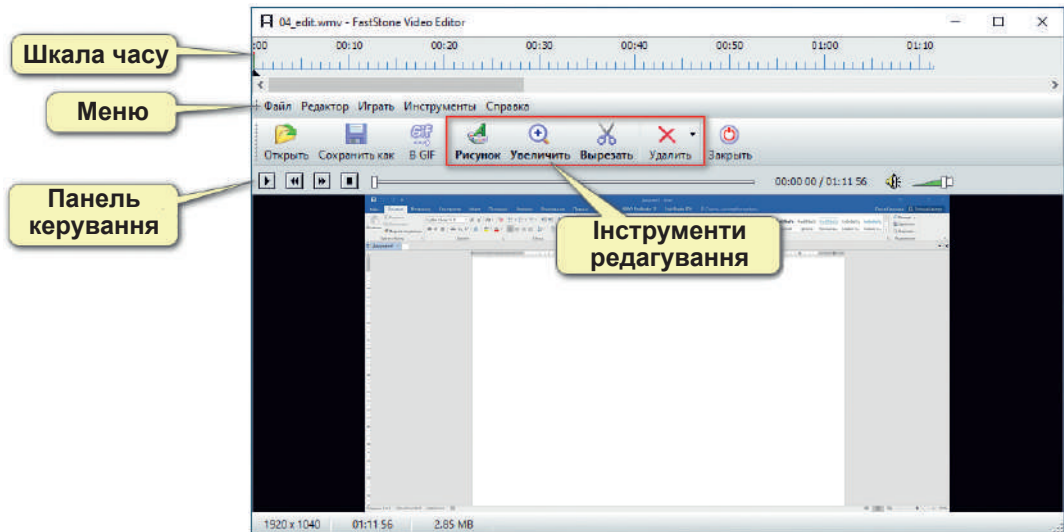 04_edit.wmv - FastStone Video Editor
:00 00:10 00:20 00:30 00:40 00:50 01:00 01:10
Шкала часу
Меню
Файл Редактор Играть Инструменты Справка
Открыть Сохранить как В GIF Рисунок Увеличить Вырезать Удалить Закрыть
Панель
керування
00:00 00 / 01:11 56
Інструменти
редагування
1920 x 1040 01:11 56 2.85 MB